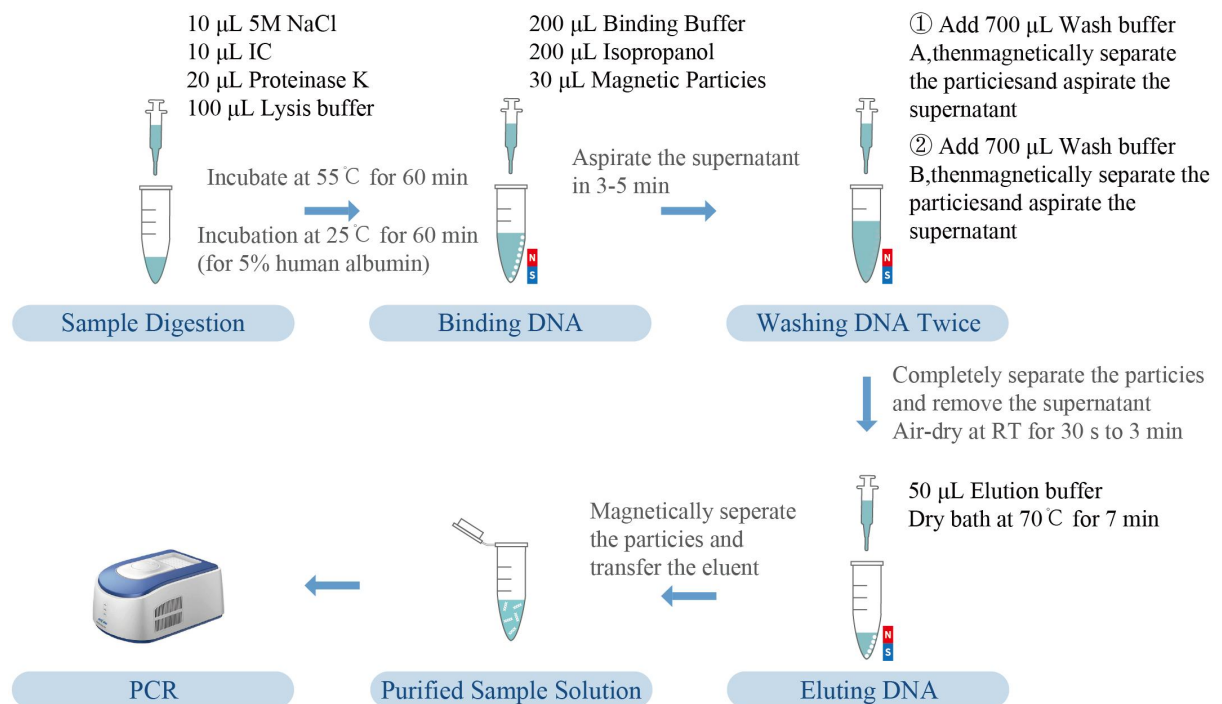 10 μL 5M NaCl
10 μL IC
20 μL Proteinase K
100 μL Lysis buffer
Incubate at 55℃ for 60 min
Incubation at 25℃ for 60 min
(for 5% human albumin)
Sample Digestion
200 μL Binding Buffer
200 μL Isopropanol
30 μL Magnetic Particies
N
S
Aspirate the supernatant
in 3-5 min
Binding DNA
① Add 700 μL Wash buffer
A,thenmagnetically separate
the particiesand aspirate the
supernatant
② Add 700 μL Wash buffer
B,thenmagnetically separate the
particiesand aspirate the
supernatant
N
S
Washing DNA Twice
Completely separate the particies
and remove the supernatant
Air-dry at RT for 30 s to 3 min
50 μL Elution buffer
Dry bath at 70℃ for 7 min
N
S
Eluting DNA
Magnetically seperate
the particies and
transfer the eluent
Purified Sample Solution
PCR